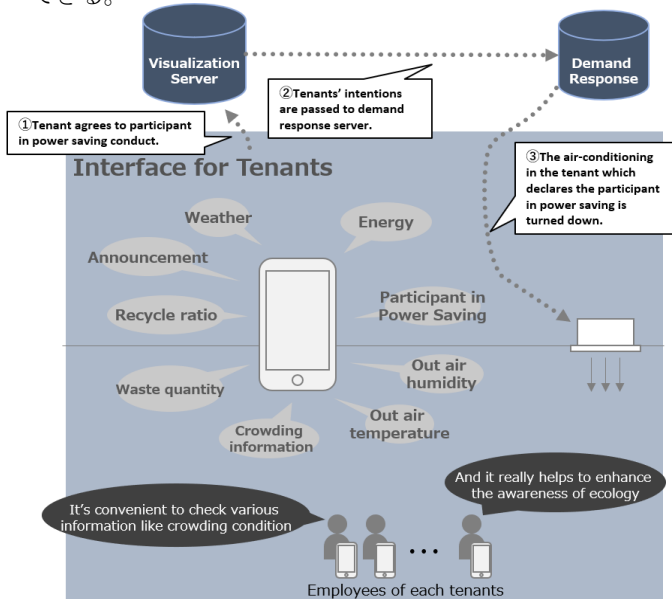 できる。
Visualization
Server
Demand
Response
②Tenants' intentions
are passed to demand
response server.
①Tenant agrees to participant
in power saving conduct.
③The air-conditioning
in the tenant which
declares the participant
in power saving is
turned down.
Interface for Tenants
Weather
Energy
Announcement
Recycle ratio
Participant in
Power Saving
Waste quantity
Out air
humidity
Crowding
information
Out air
temperature
And it really helps to enhance
the awareness of ecology
It's convenient to check various
information like crowding condition
...
Employees of each tenants